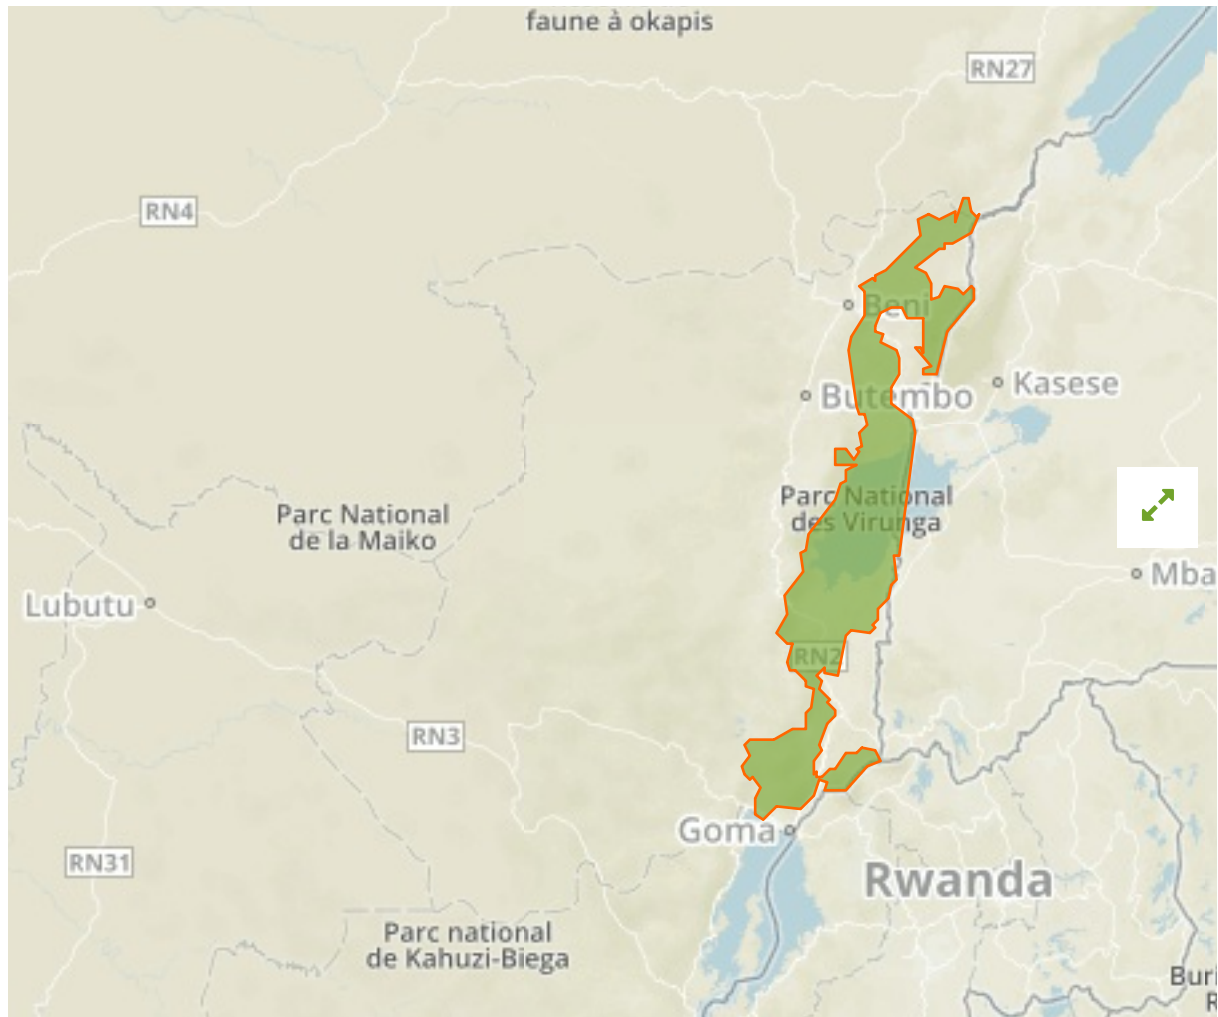 faune à okapis
RN27
RN4
Beni
Butembo
Kasese
Parc National
des Virunga
Parc National
de la Maiko
Mba
Lubutu
RN2
RN3
Goma
RN31
Rwanda
Parc national
de Kahuzi-Biega
Buri
R